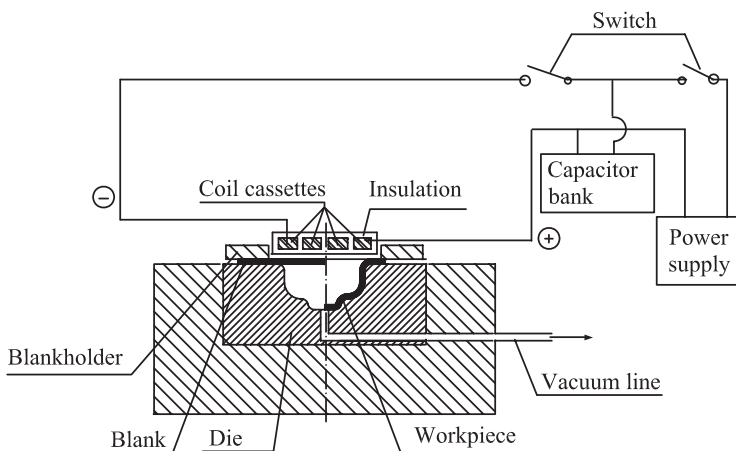 Switch
Capacitor
bank
Coil cassettes
Insulation
−
+
Power
supply
Blankholder
Vacuum line
Blank
Die
Workpiece